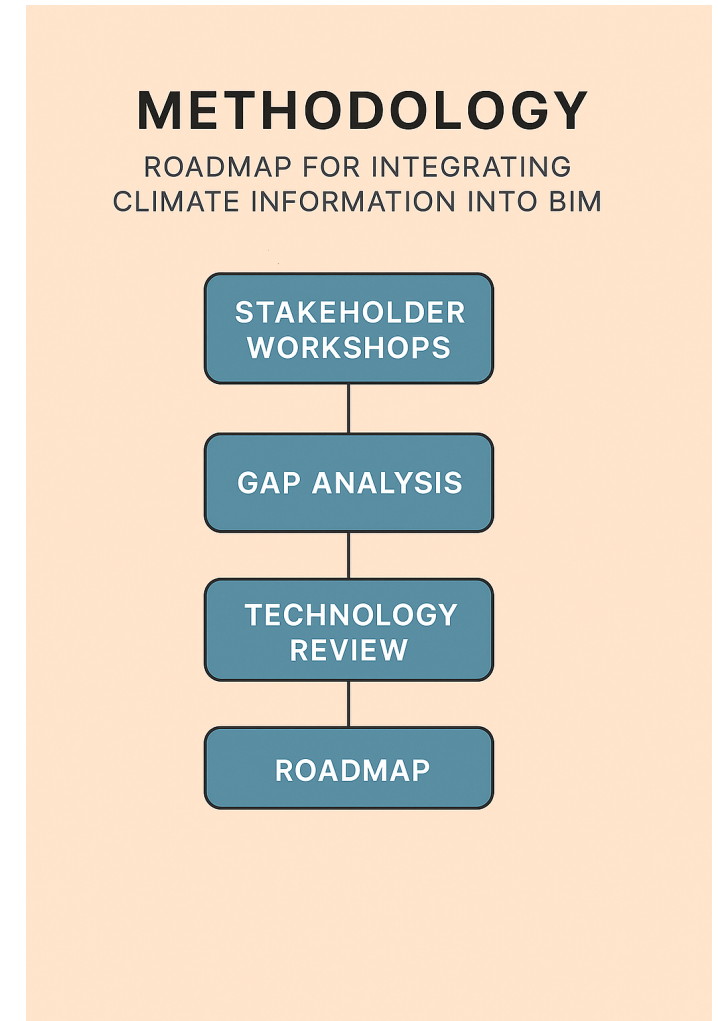 METHODOLOGY
ROADMAP FOR INTEGRATING
CLIMATE INFORMATION INTO BIM
STAKEHOLDER
WORKSHOPS
GAP ANALYSIS
TECHNOLOGY
REVIEW
ROADMAP